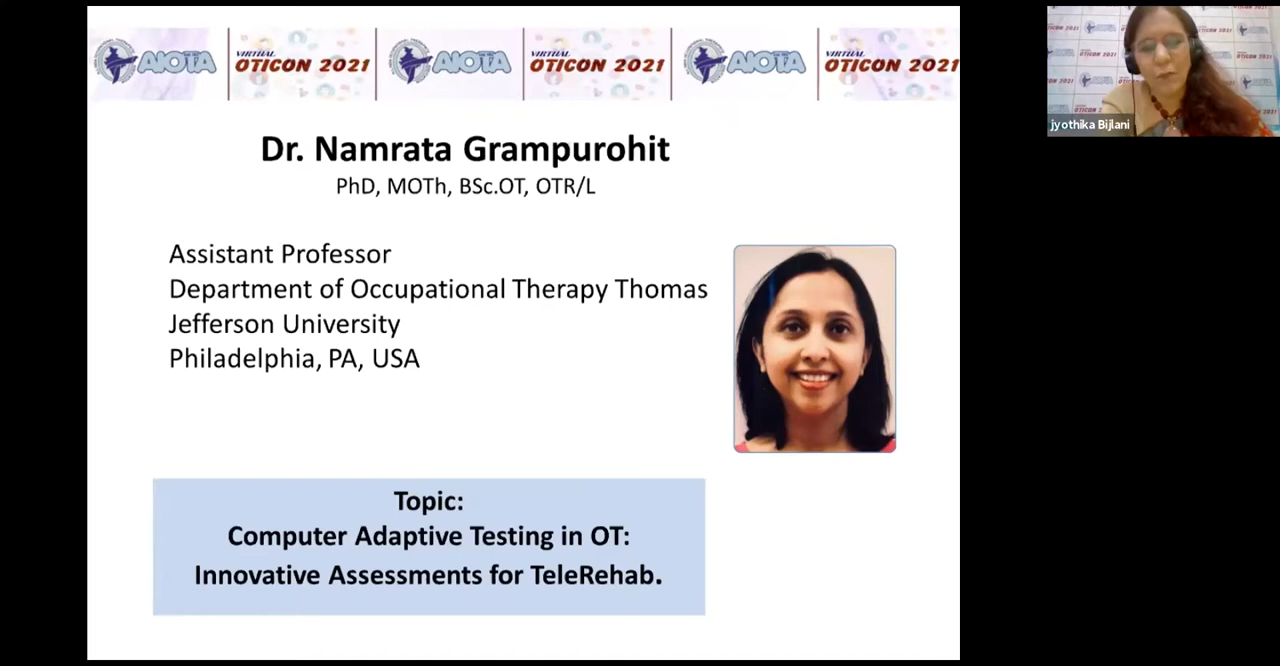 AIOTA VIRTUAL OTICON 2021 AIOTA VIRTUAL OTICON 2021 AIOTA VIRTUAL OTICON 2021
jyothika Bijlani
Dr. Namrata Grampurohit
PhD, MOTh, BSc.OT, OTR/L
Assistant Professor
Department of Occupational Therapy Thomas
Jefferson University
Philadelphia, PA, USA
Topic:
Computer Adaptive Testing in OT:
Innovative Assessments for TeleRehab.